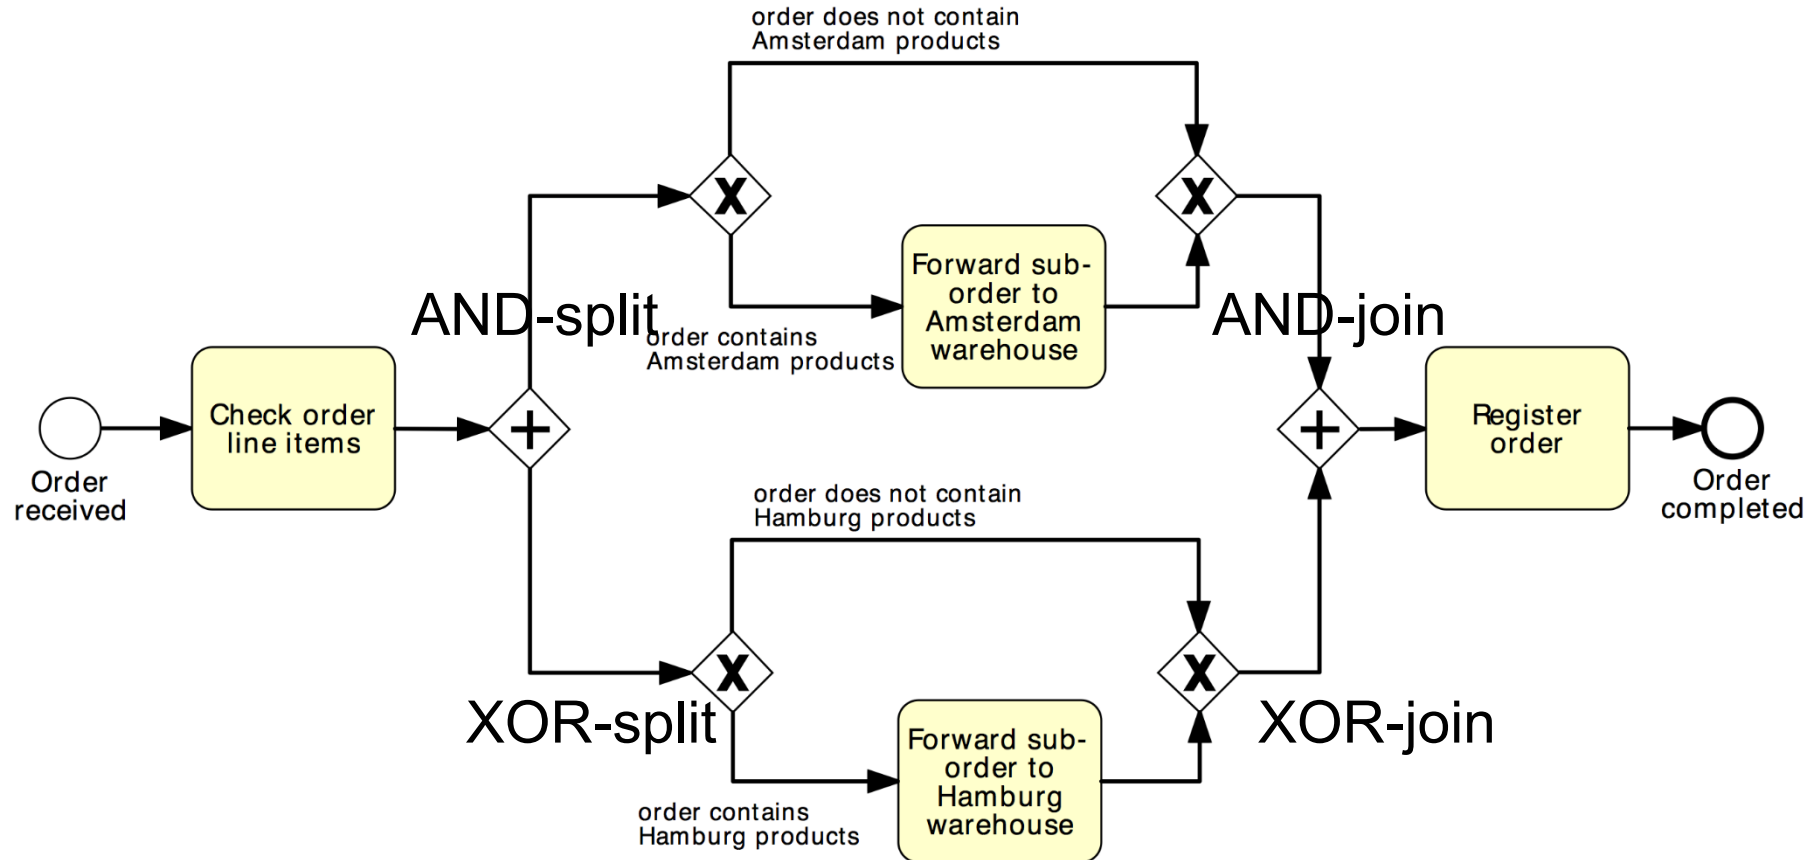 order does not contain
Amsterdam products
X
X
Forward sub-
order to
Amsterdam
warehouse
AND-split
AND-join
order contains
Amsterdam products
Check order
line items
+
+
Register
order
Order
received
Order
completed
order does not contain
Hamburg products
X
X
XOR-split
XOR-join
Forward sub-
order to
Hamburg
warehouse
order contains
Hamburg products